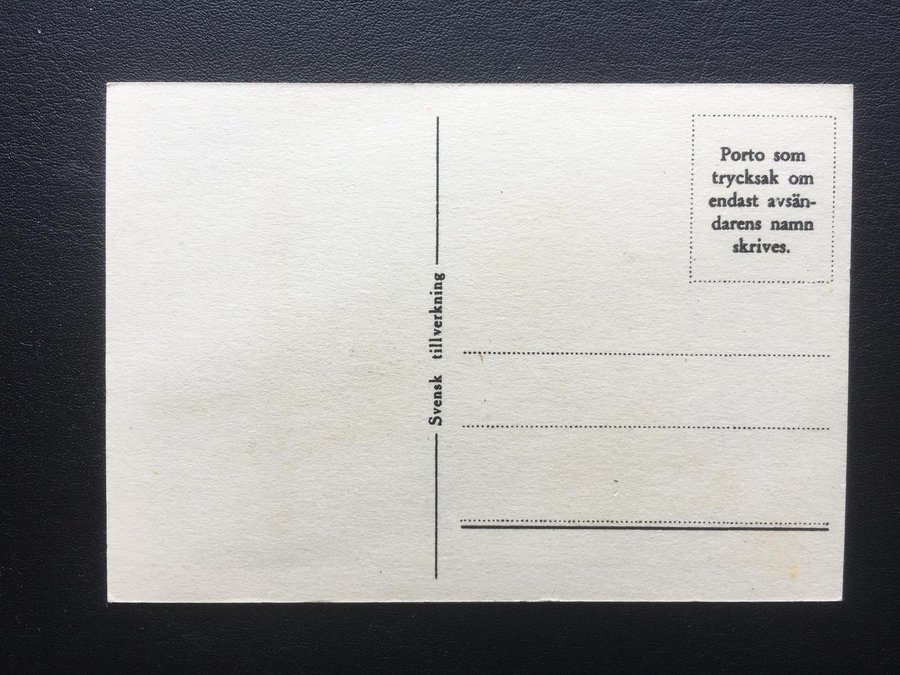 Porto som
trycksak om
endast avsän-
darens namn
skrives.
Svensk tillverkning